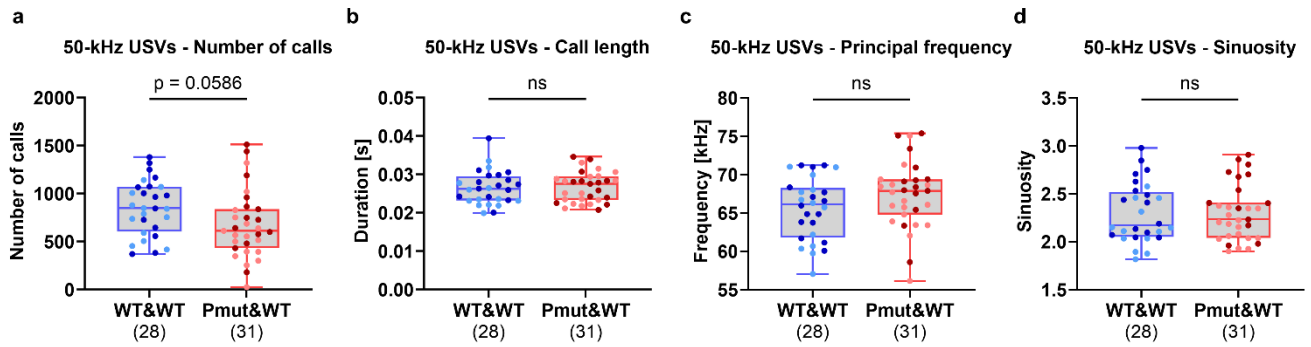 a
50-kHz USVs - Number of calls
p = 0.0586
Number of calls
2000
1500
1000
500
0
WT&WT
(28)
Pmut&WT
(31)
b
50-kHz USVs - Call length
ns
Duration [s]
0.05
0.04
0.03
0.02
0.01
0.00
WT&WT
(28)
Pmut&WT
(31)
c
50-kHz USVs - Principal frequency
ns
Frequency [kHz]
80
75
70
65
60
55
WT&WT
(28)
Pmut&WT
(31)
d
50-kHz USVs - Sinuosity
ns
Sinuosity
3.5
3.0
2.5
2.0
1.5
WT&WT
(28)
Pmut&WT
(31)